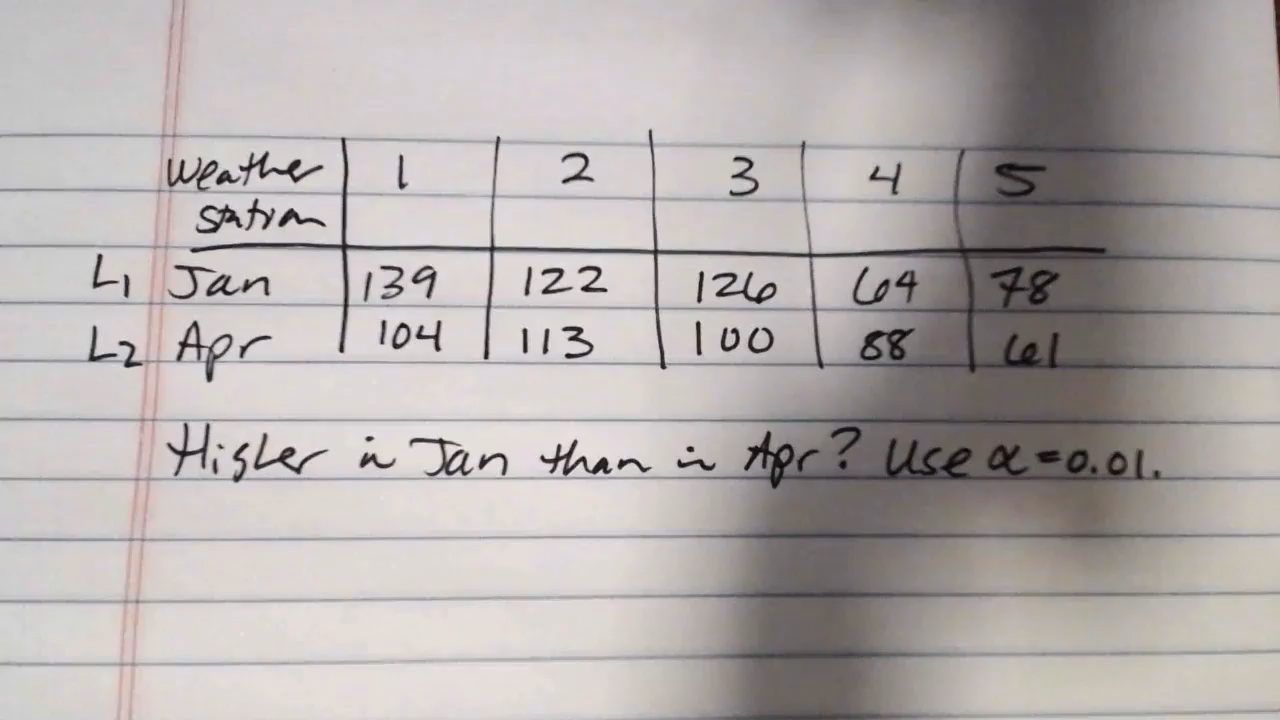 Weather 1 2 3 4 5
station
L1 Jan 139 122 126 64 78
L2 Apr 104 113 100 88 61
Higher in Jan than in Apr? Use α=0.01.